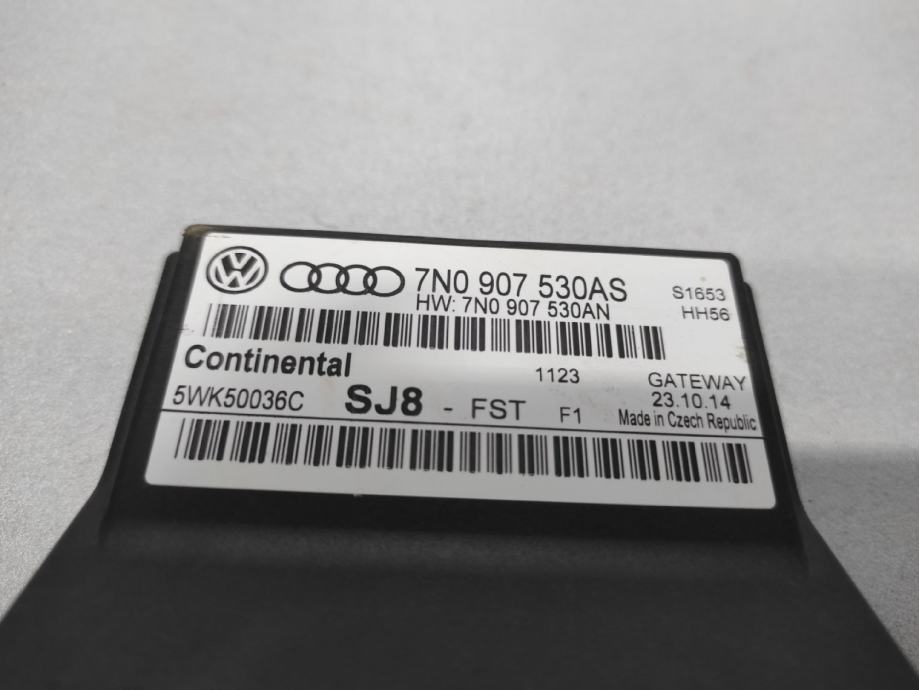 7N0 907 530AS S1653
HW: 7N0 907 530AN HH56
Continental 1123 GATEWAY
5WK50036C SJ8 - FST F1 23.10.14
Made in Czech Republic